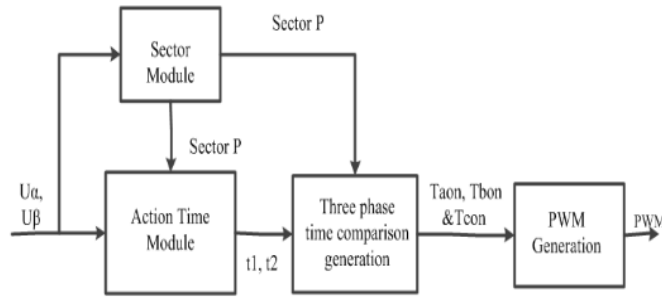 Sector P
Sector
Module
Sector P
Uα,
Uβ
Action Time
Module
t1, t2
Three phase
time comparison
generation
Taon, Tbon
&Tcon
PWM
Generation
PWM